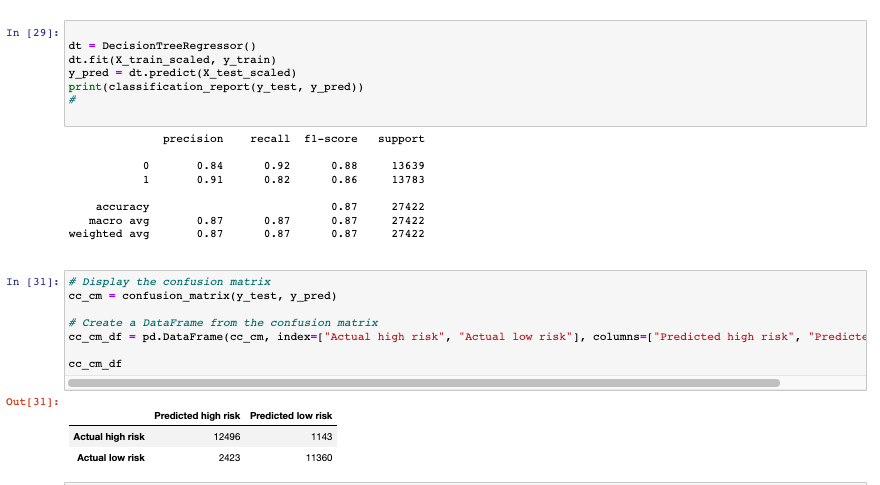 In [29]:
dt = DecisionTreeRegressor()
dt.fit(X_train_scaled, y_train)
y_pred = dt.predict(X_test_scaled)
print(classification_report(y_test, y_pred))
#
precision recall f1-score support
0 0.84 0.92 0.88 13639
1 0.91 0.82 0.86 13783
accuracy 0.87 27422
macro avg 0.87 0.87 0.87 27422
weighted avg 0.87 0.87 0.87 27422
In [31]:
# Display the confusion matrix
cc_cm = confusion_matrix(y_test, y_pred)
# Create a DataFrame from the confusion matrix
cc_cm_df = pd.DataFrame(cc_cm, index=["Actual high risk", "Actual low risk"], columns=["Predicted high risk", "Predicte
cc_cm_df
Out[31]:
Predicted high risk Predicted low risk
Actual high risk 12496 1143
Actual low risk 2423 11360